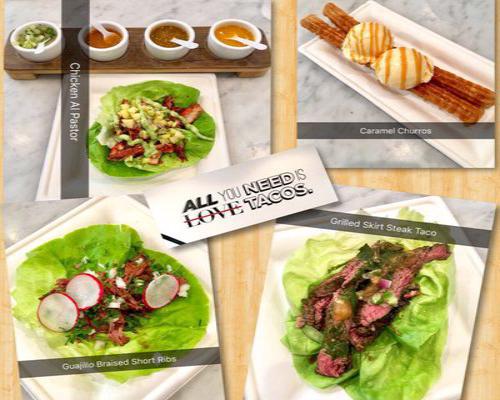 Chicken Al Pastor
Caramel Churros
ALL YOU NEED IS
LOVE TACOS.
Grilled Skirt Steak Taco
Guajillo Braised Short Ribs